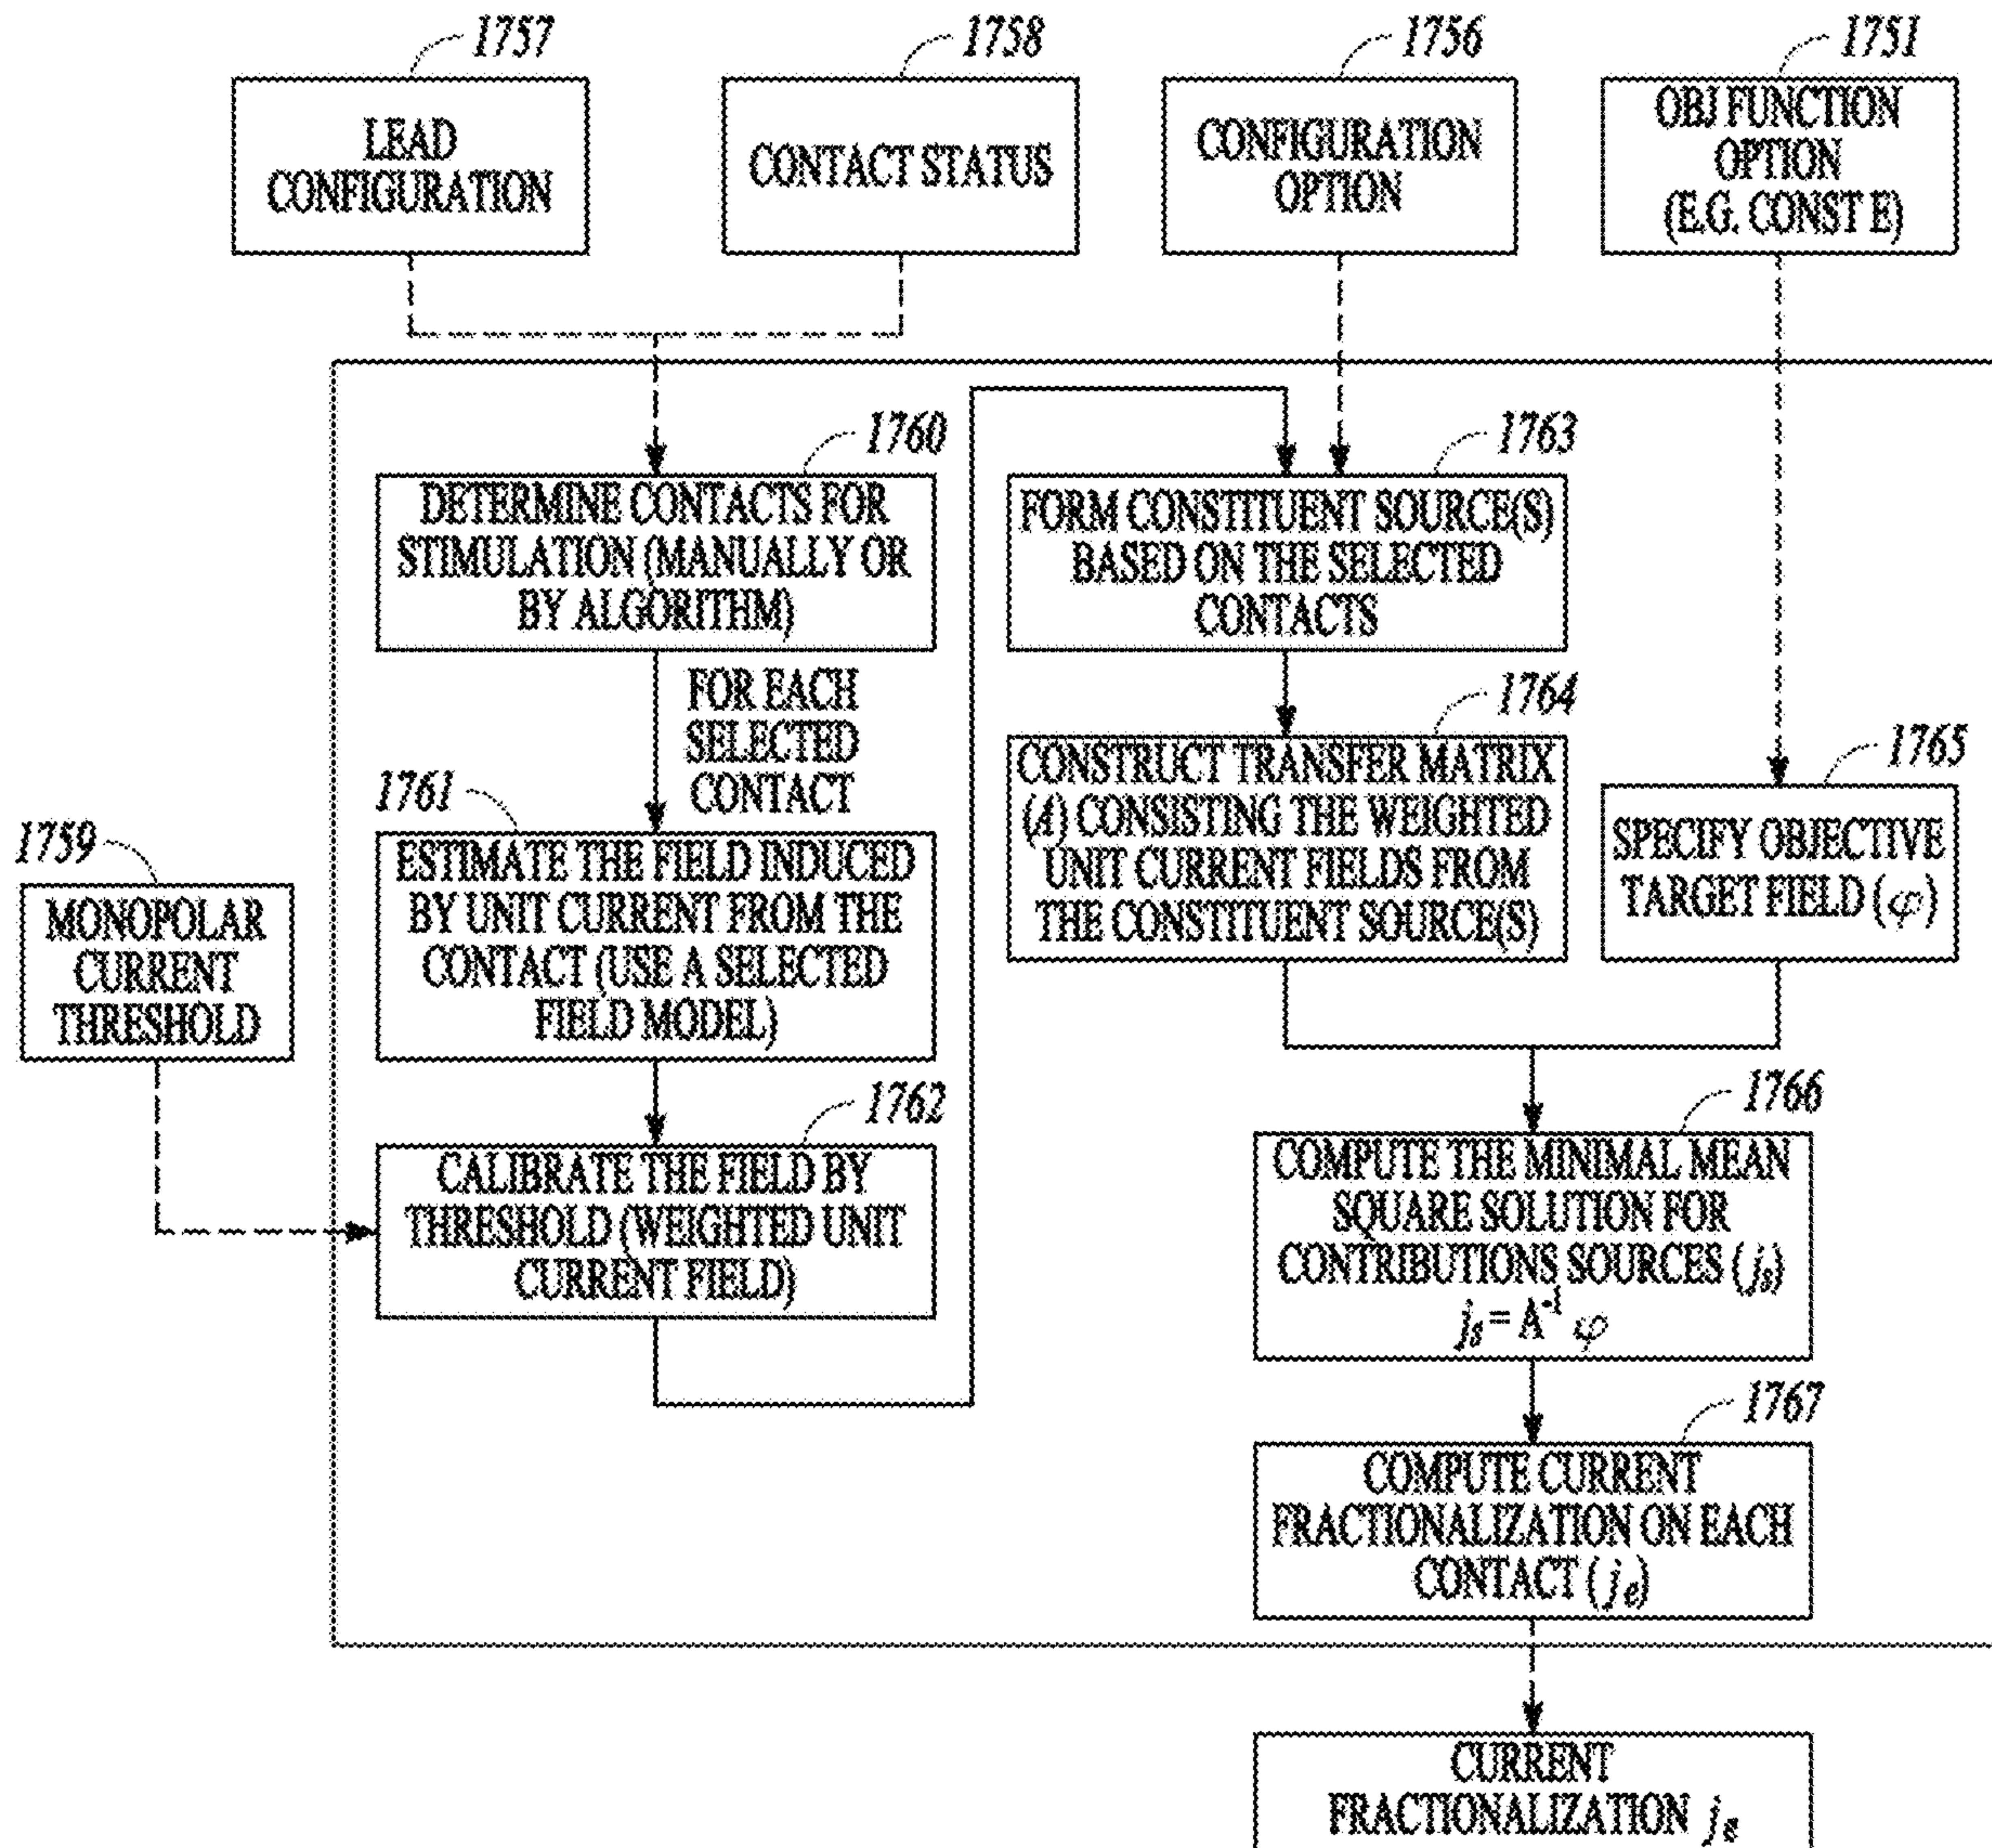 1757
LEAD
CONFIGURATION
1758
CONTACT STATUS
1756
CONFIGURATION
OPTION
1751
OBJ FUNCTION
OPTION
(E.G. CONST E)
1760
DETERMINE CONTACTS FOR
STIMULATION (MANUALLY OR
BY ALGORITHM)
FOR EACH
SELECTED
CONTACT
1761
ESTIMATE THE FIELD INDUCED
BY UNIT CURRENT FROM THE
CONTACT (USE A SELECTED
FIELD MODEL)
1759
MONOPOLAR
CURRENT
THRESHOLD
1762
CALIBRATE THE FIELD BY
THRESHOLD (WEIGHTED UNIT
CURRENT FIELD)
1763
FORM CONSTITUENT SOURCE(S)
BASED ON THE SELECTED
CONTACTS
1764
CONSTRUCT TRANSFER MATRIX
(A) CONSISTING THE WEIGHTED
UNIT CURRENT FIELDS FROM
THE CONSTITUENT SOURCE(S)
1765
SPECIFY OBJECTIVE
TARGET FIELD (φ)
1766
COMPUTE THE MINIMAL MEAN
SQUARE SOLUTION FOR
CONTRIBUTIONS SOURCES (js)
js = A⁻¹ φ
1767
COMPUTE CURRENT
FRACTIONALIZATION ON EACH
CONTACT (je)
CURRENT
FRACTIONALIZATION je